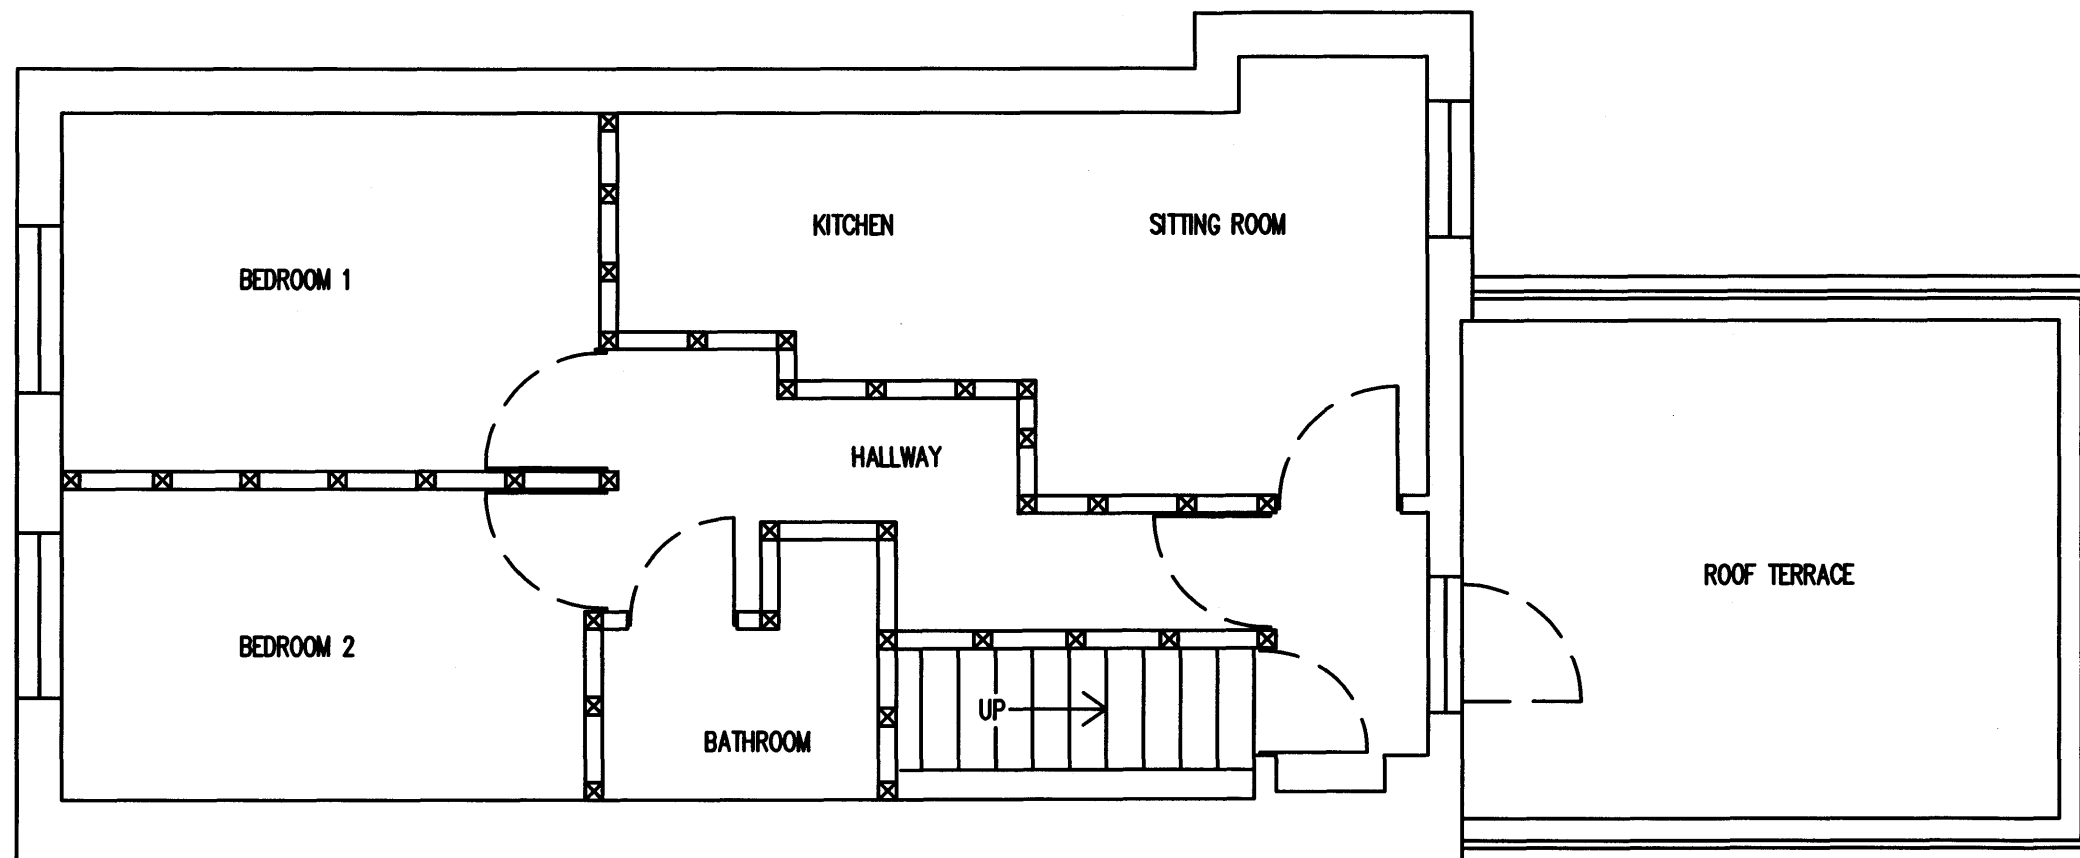 KITCHEN
SITTING ROOM
BEDROOM 1
HALLWAY
ROOF TERRACE
BEDROOM 2
UP
BATHROOM